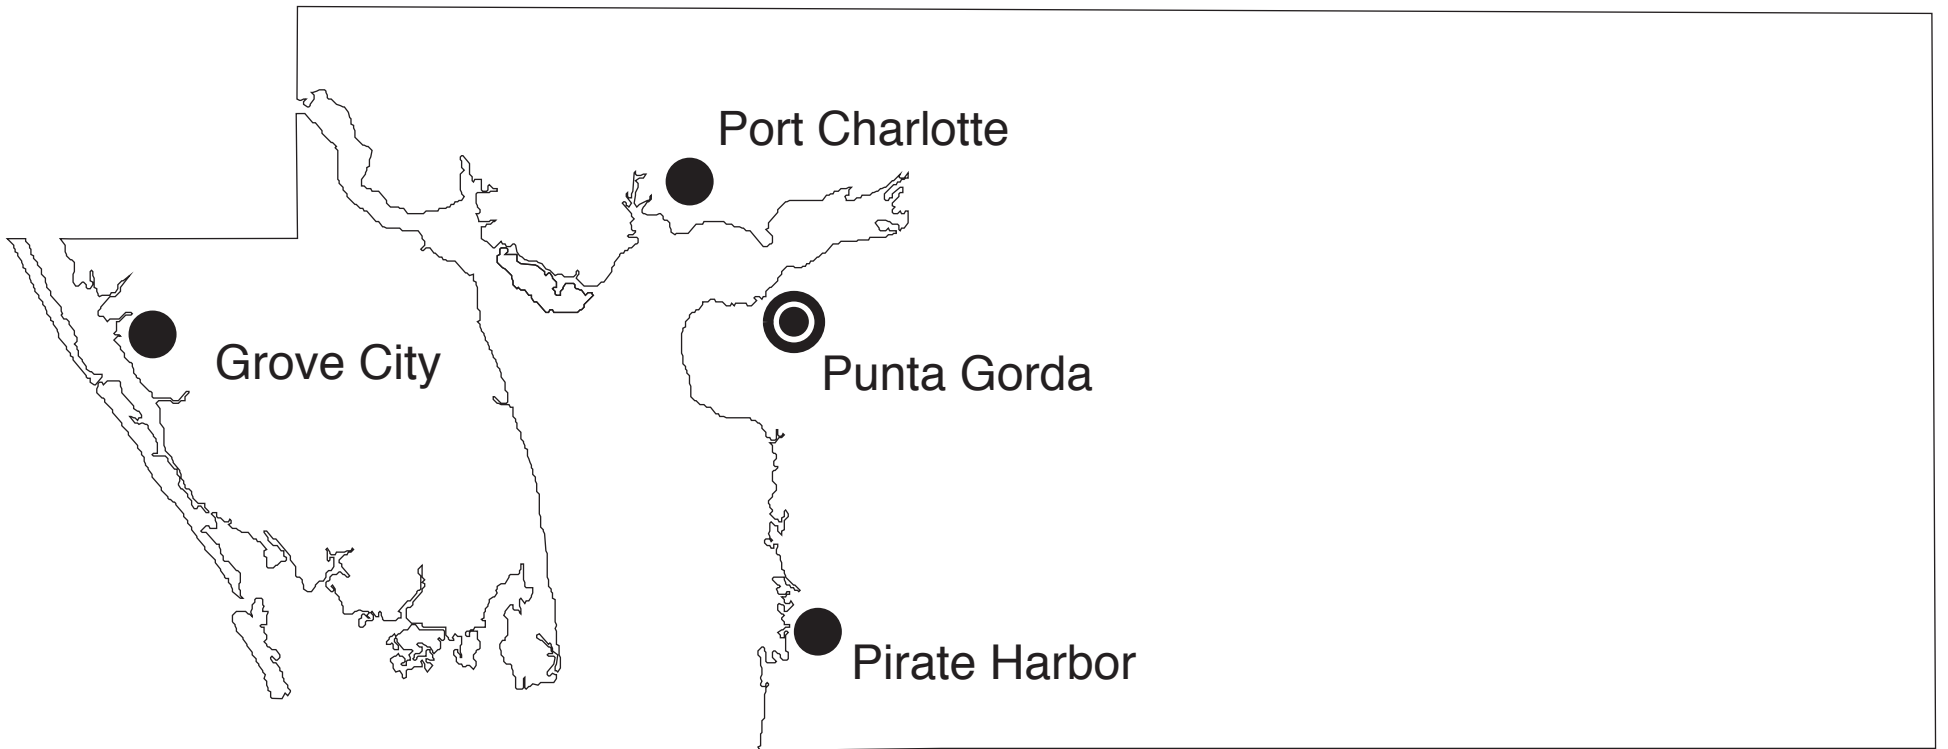 Port Charlotte
Grove City
Punta Gorda
Pirate Harbor